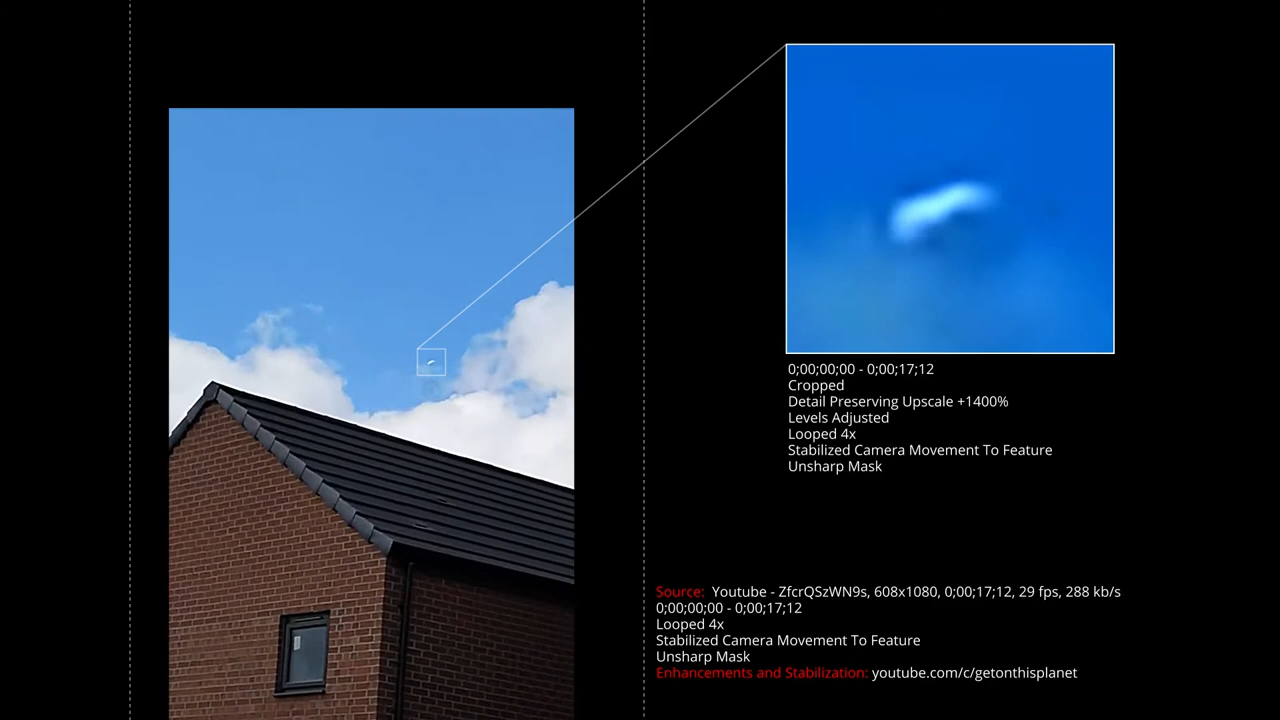 0;00;00;00 - 0;00;17;12
Cropped
Detail Preserving Upscale +1400%
Levels Adjusted
Looped 4x
Stabilized Camera Movement To Feature
Unsharp Mask
Source: Youtube - ZfcrQSzWN9s, 608x1080, 0;00;17;12, 29 fps, 288 kb/s
0;00;00;00 - 0;00;17;12
Looped 4x
Stabilized Camera Movement To Feature
Unsharp Mask
Enhancements and Stabilization: youtube.com/c/getonthisplanet